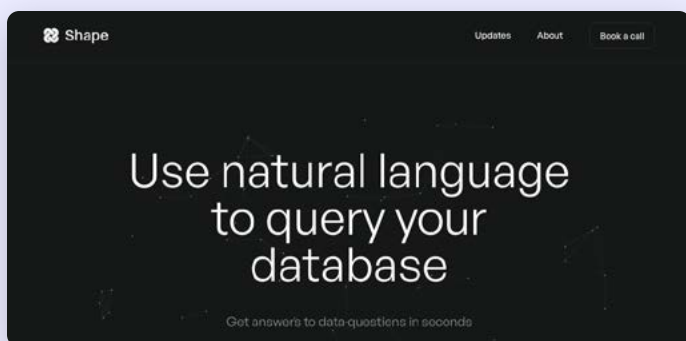 Shape
Updates About Book a call
Use natural language
to query your
database
Get answers to data questions in seconds